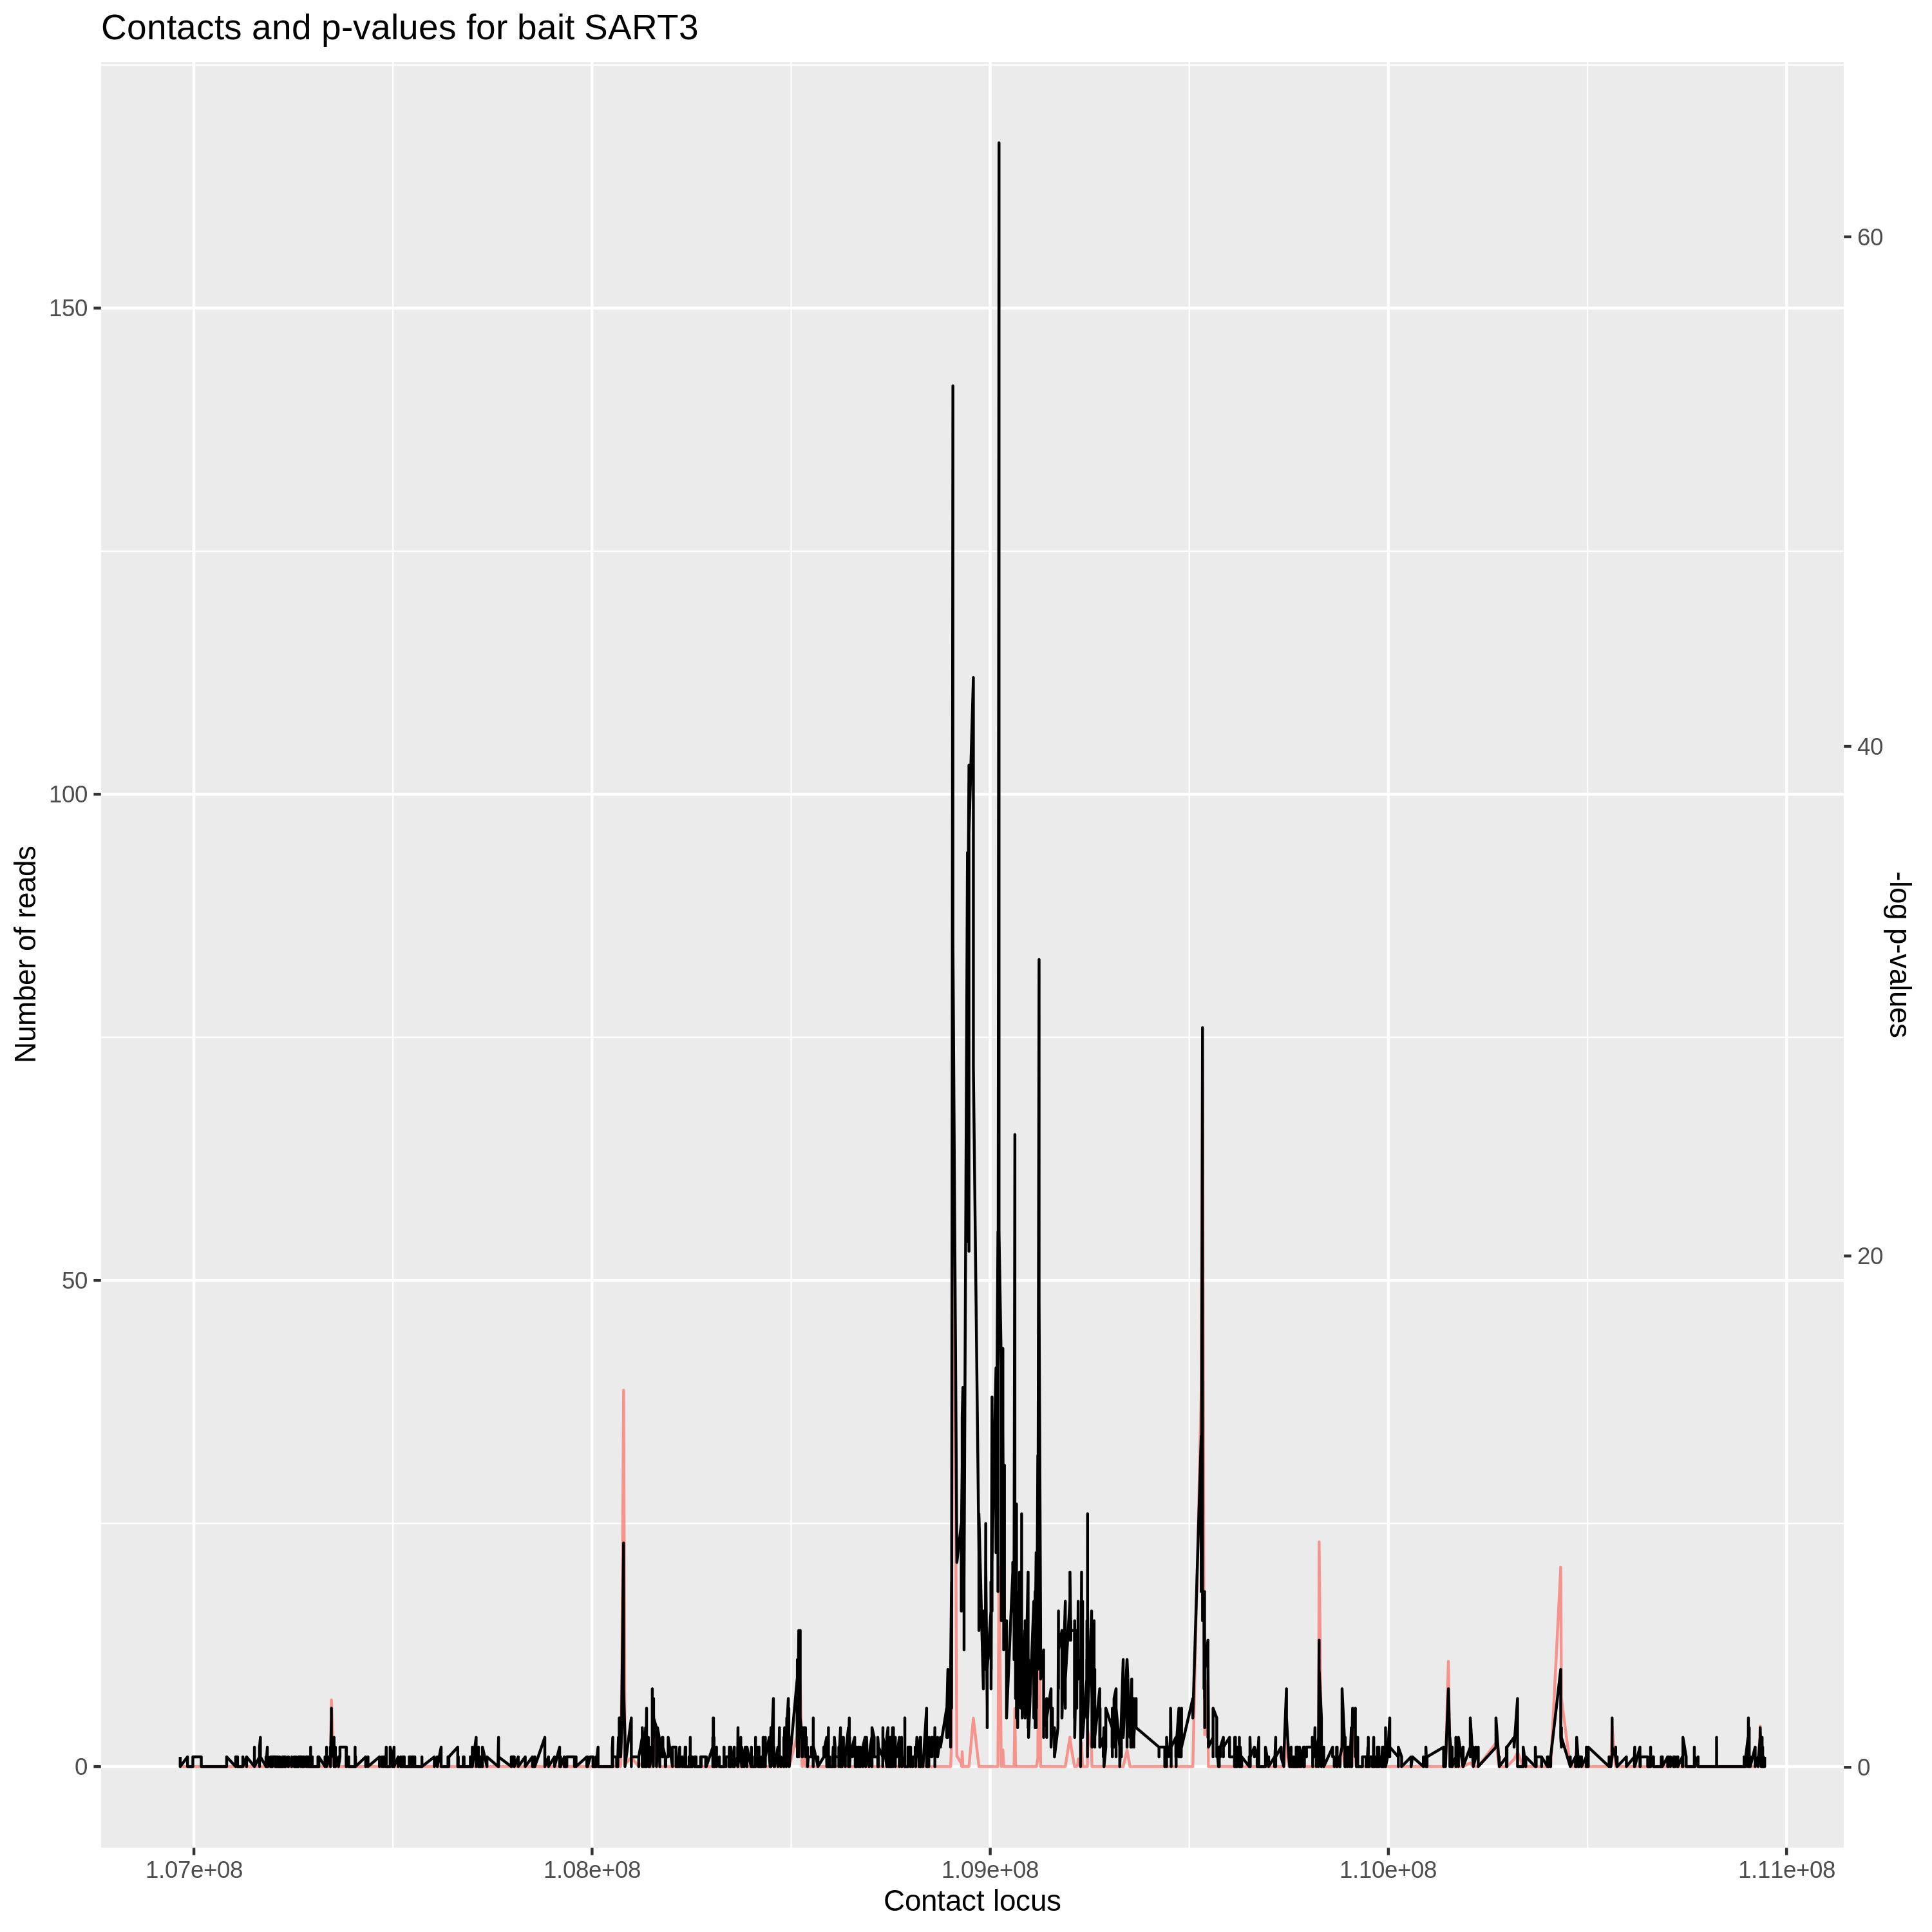 Contacts and p-values for bait SART3
Number of reads
150
100
50
0
60
40
20
0
-log p-values
1.07e+08
1.08e+08
1.09e+08
1.10e+08
1.11e+08
Contact locus